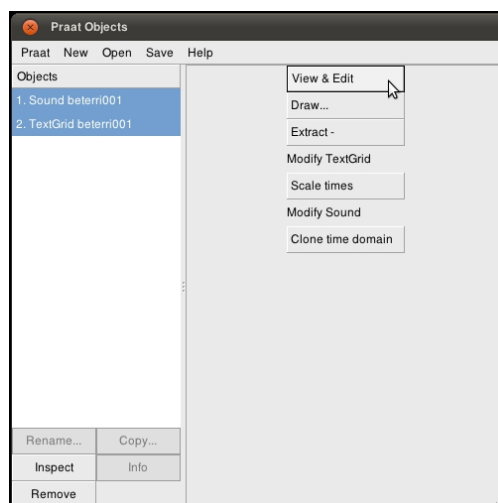 Praat Objects
Praat New Open Save Help
Objects
1. Sound beterri001
2. TextGrid beterri001
View & Edit
Draw...
Extract -
Modify TextGrid
Scale times
Modify Sound
Clone time domain
Rename... Copy...
Inspect Info
Remove